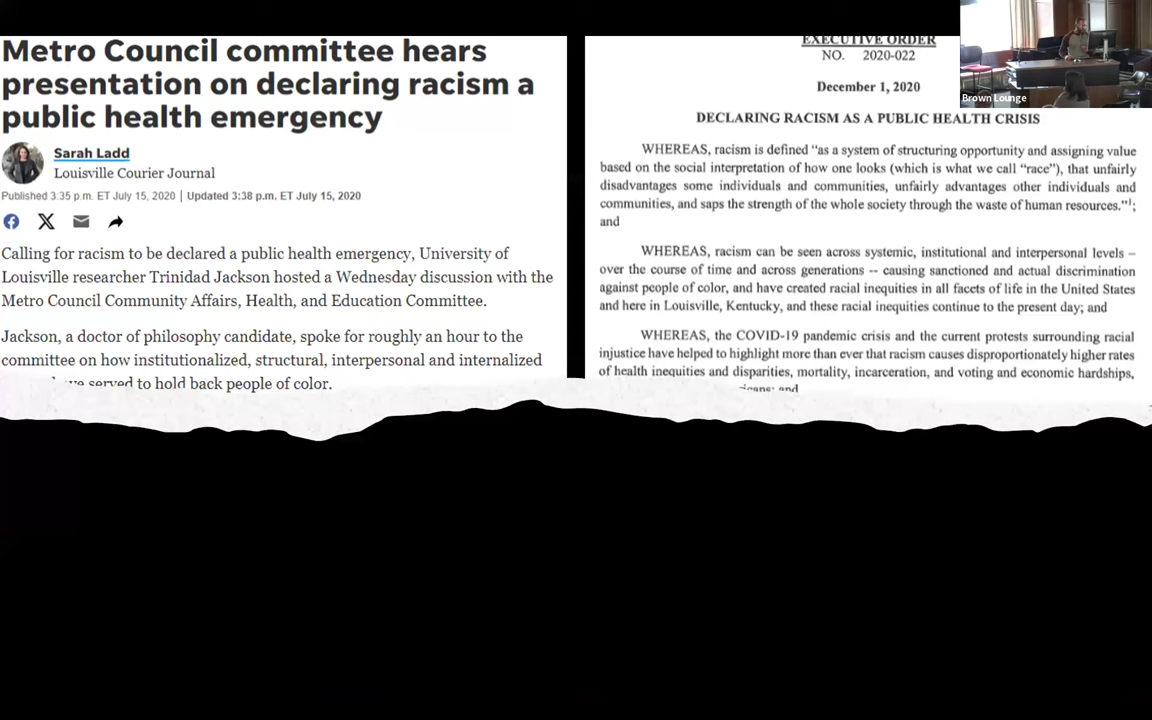 Metro Council committee hears
presentation on declaring racism a
public health emergency
Sarah Ladd
Louisville Courier Journal
Published 3:35 p.m. ET July 15, 2020 | Updated 3:38 p.m. ET July 15, 2020
Calling for racism to be declared a public health emergency, University of
Louisville researcher Trinidad Jackson hosted a Wednesday discussion with the
Metro Council Community Affairs, Health, and Education Committee.
Jackson, a doctor of philosophy candidate, spoke for roughly an hour to the
committee on how institutionalized, structural, interpersonal and internalized
served to hold back people of color.
EXECUTIVE ORDER
NO. 2020-022
December 1, 2020
DECLARING RACISM AS A PUBLIC HEALTH CRISIS
WHEREAS, racism is defined “as a system of structuring opportunity and assigning value
based on the social interpretation of how one looks (which is what we call “race”), that unfairly
disadvantages some individuals and communities, unfairly advantages other individuals and
communities, and saps the strength of the whole society through the waste of human resources.”1;
and
WHEREAS, racism can be seen across systemic, institutional and interpersonal levels –
over the course of time and across generations -- causing sanctioned and actual discrimination
against people of color, and have created racial inequities in all facets of life in the United States
and here in Louisville, Kentucky, and these racial inequities continue to the present day; and
WHEREAS, the COVID-19 pandemic crisis and the current protests surrounding racial
injustice have helped to highlight more than ever that racism causes disproportionately higher rates
of health inequities and disparities, mortality, incarceration, and voting and economic hardships,
and
Brown Lounge